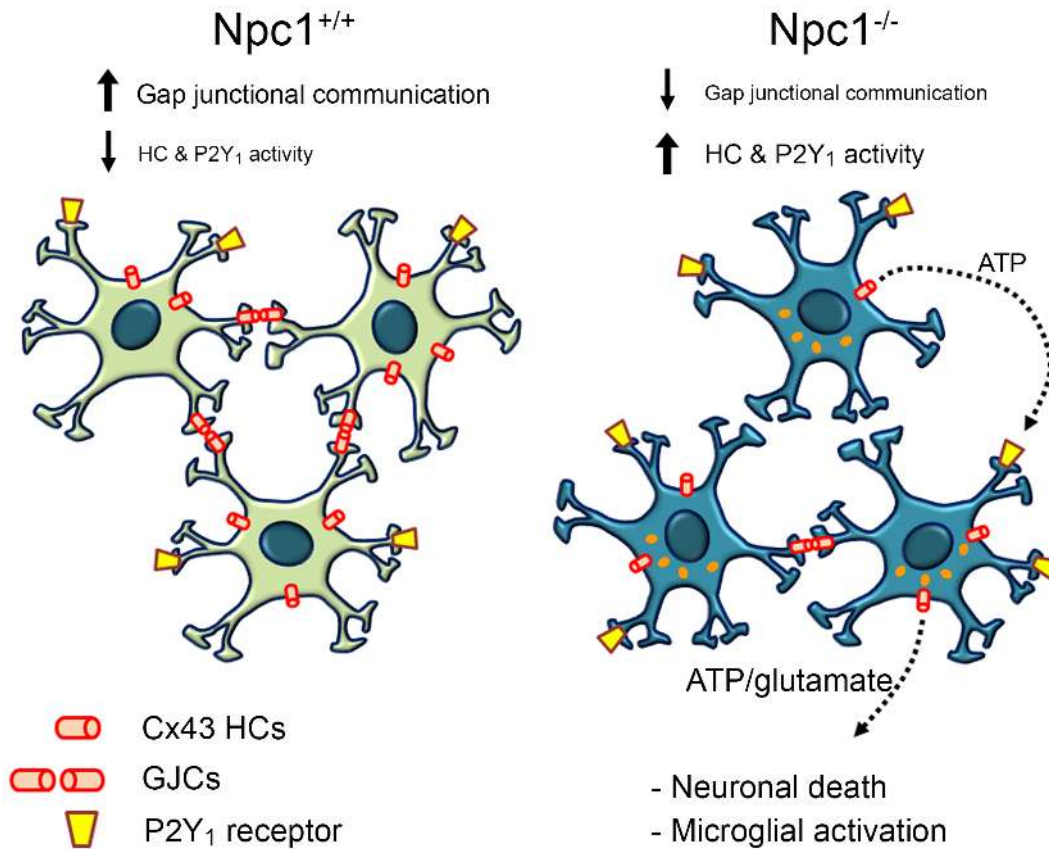 Npc1+/+
Gap junctional communication
HC & P2Y₁ activity
Npc1-/-
Gap junctional communication
HC & P2Y₁ activity
ATP
ATP/glutamate
- Neuronal death
- Microglial activation
Cx43 HCs
GJCs
P2Y₁ receptor